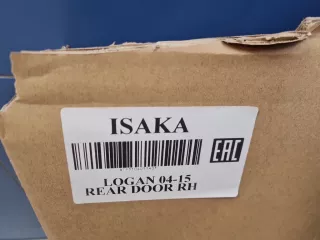 ISAKA
EAC
LOGAN 04-15
REAR DOOR RH